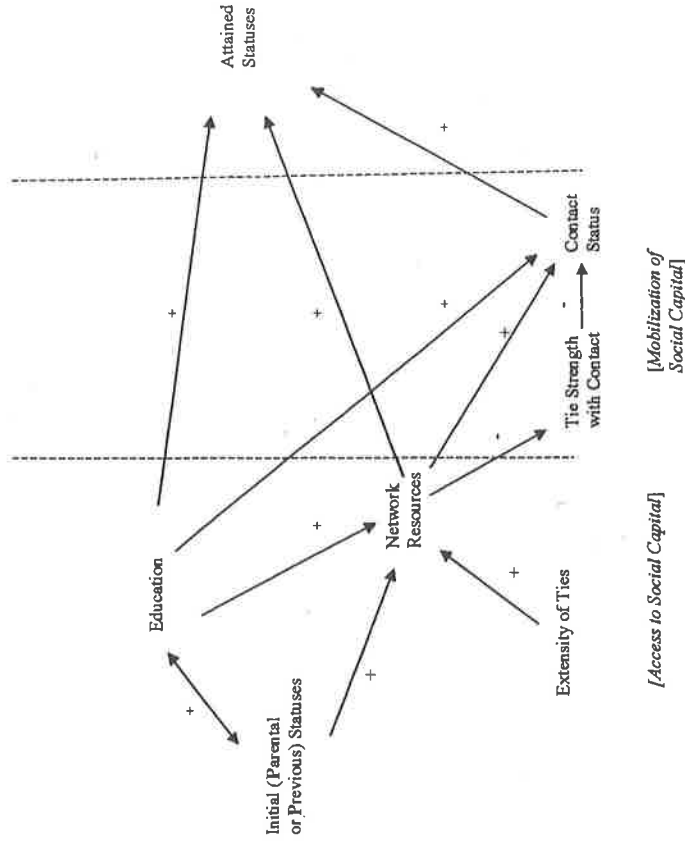 Attained
Statuses
+
+
+
+
+
Education
+
Initial (Parental
or Previous) Statuses
+
+
Network
Resources
-
+
Extensity of Ties
Tie Strength
with Contact
-
Contact
Status
[Access to Social Capital]
[Mobilization of
Social Capital]